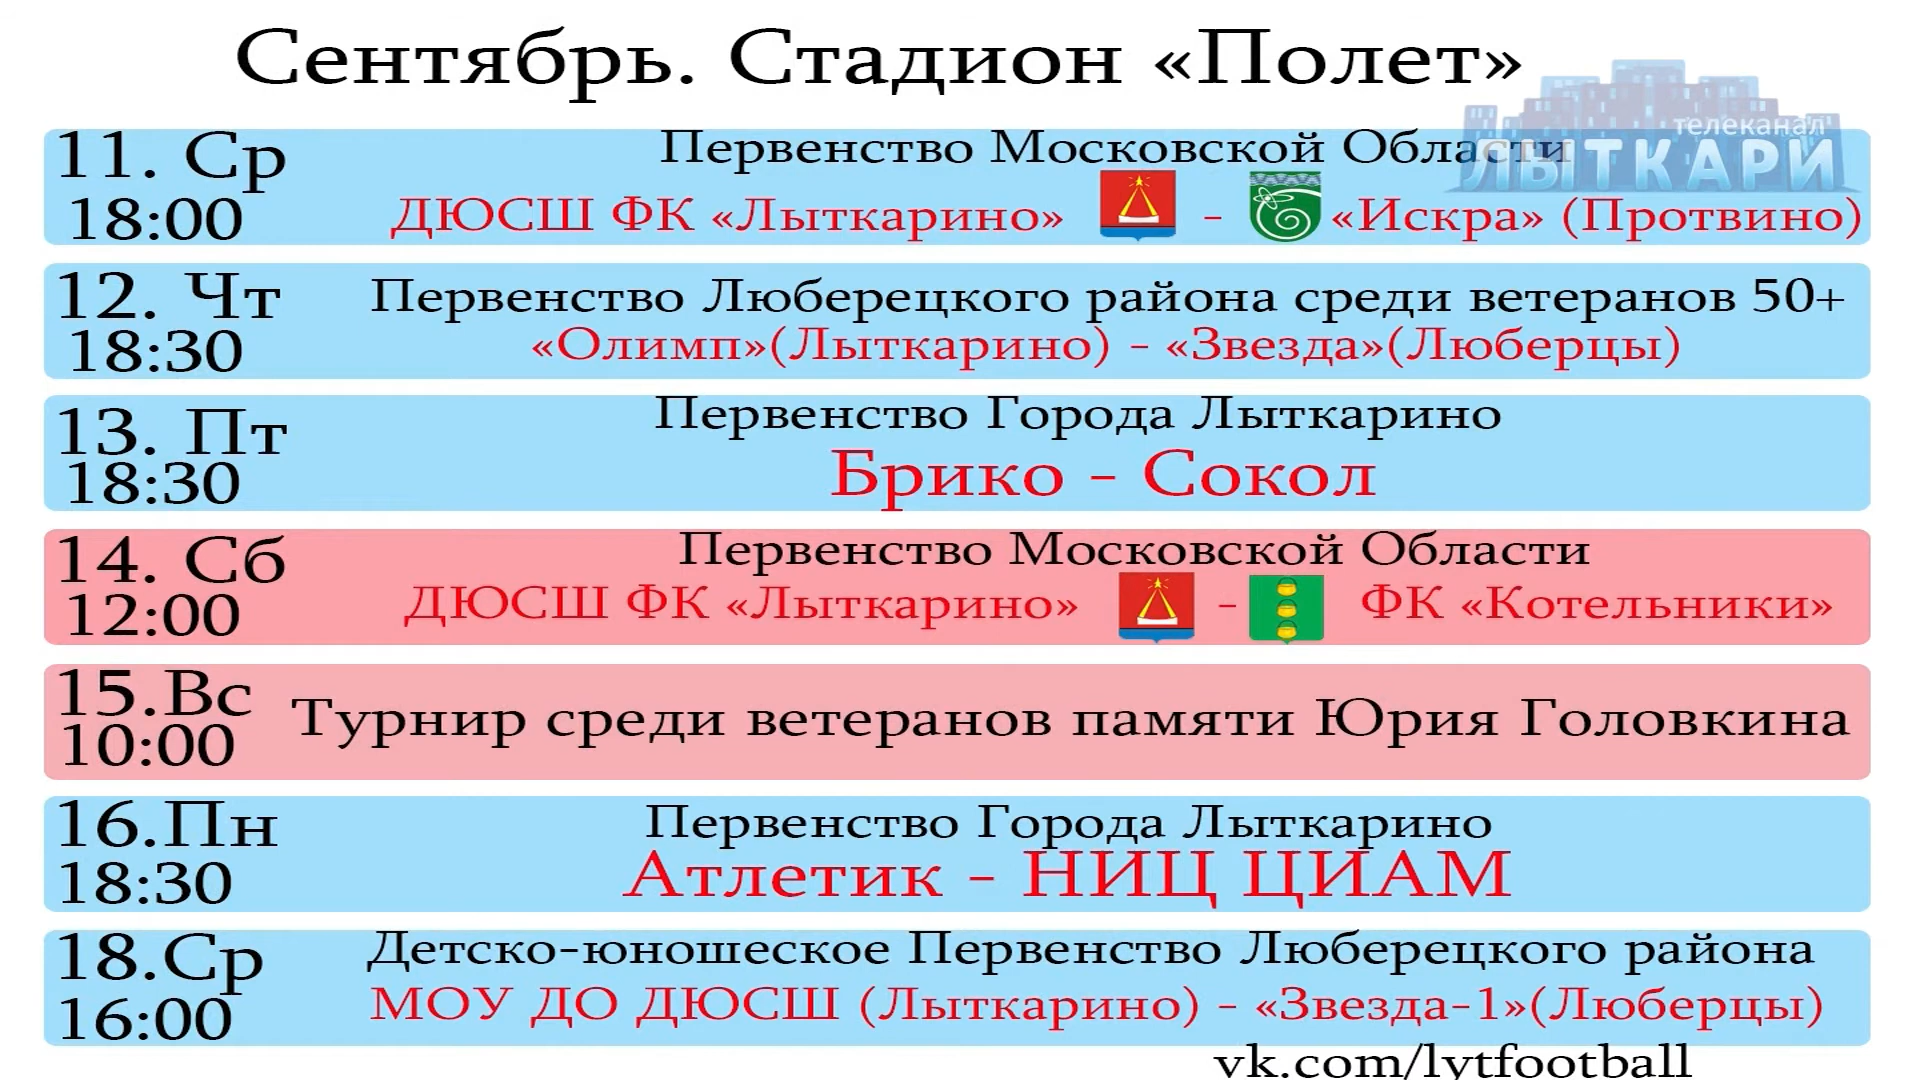 Сентябрь. Стадион «Полет»
телеканал
ЛЫТКАРИ
11. Ср
18:00
Первенство Московской Области
ДЮСШ ФК «Лыткарино» - «Искра» (Протвино)
12. Чт
18:30
Первенство Люберецкого района среди ветеранов 50+
«Олимп»(Лыткарино) - «Звезда»(Люберцы)
13. Пт
18:30
Первенство Города Лыткарино
Брико - Сокол
14. Сб
12:00
Первенство Московской Области
ДЮСШ ФК «Лыткарино» - ФК «Котельники»
15.Вс
10:00
Турнир среди ветеранов памяти Юрия Головкина
16.Пн
18:30
Первенство Города Лыткарино
Атлетик - НИЦ ЦИАМ
18.Ср
16:00
Детско-юношеское Первенство Люберецкого района
МОУ ДО ДЮСШ (Лыткарино) - «Звезда-1»(Люберцы)
vk.com/lytfootball